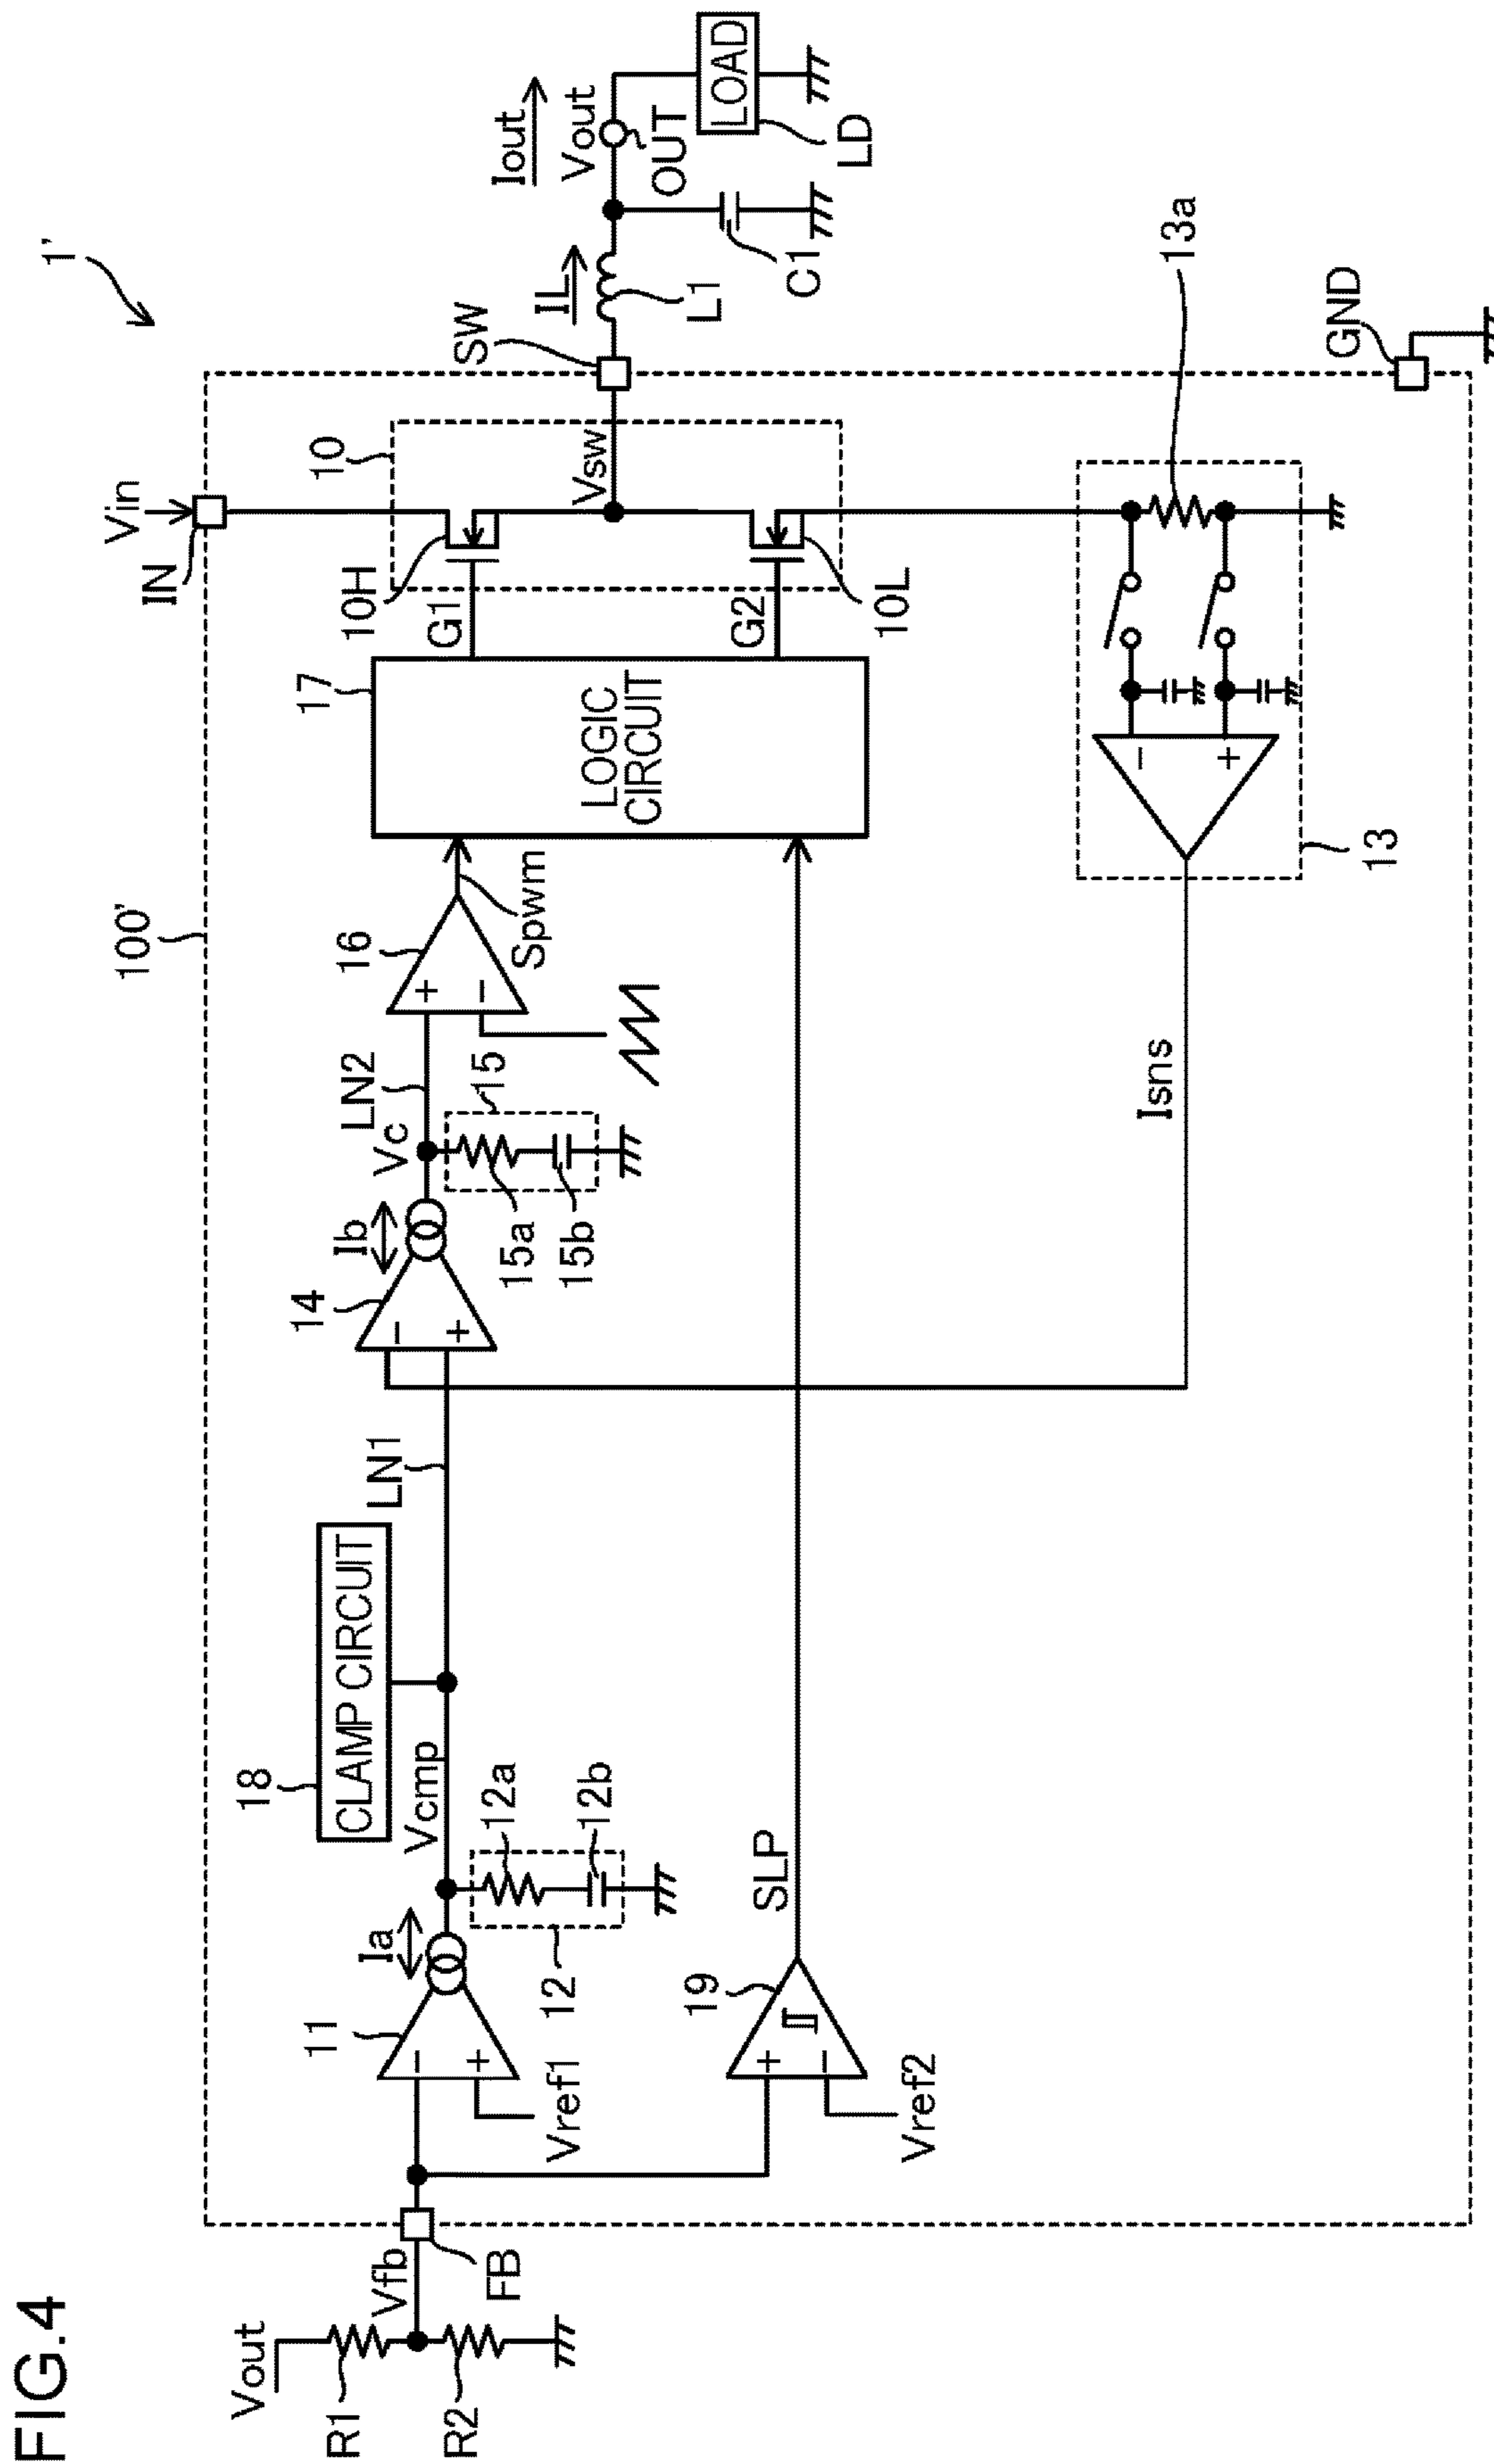 FIG.4
1'
100'
Vin
IN
10
10H
G1
Vsw
SW
IL
L1
Iout
Vout
OUT
LOAD
LD
C1
G2
10L
17
LOGIC
CIRCUIT
16
+
−
Spwm
LN2
Vc
15
15a
15b
Ib
14
−
+
LN1
18
CLAMP CIRCUIT
Vcmp
12a
12b
12
Ia
11
−
+
Vref1
Vout
R1
R2
Vfb
FB
19
+
−
Vref2
SLP
Isns
−
+
13
13a
GND